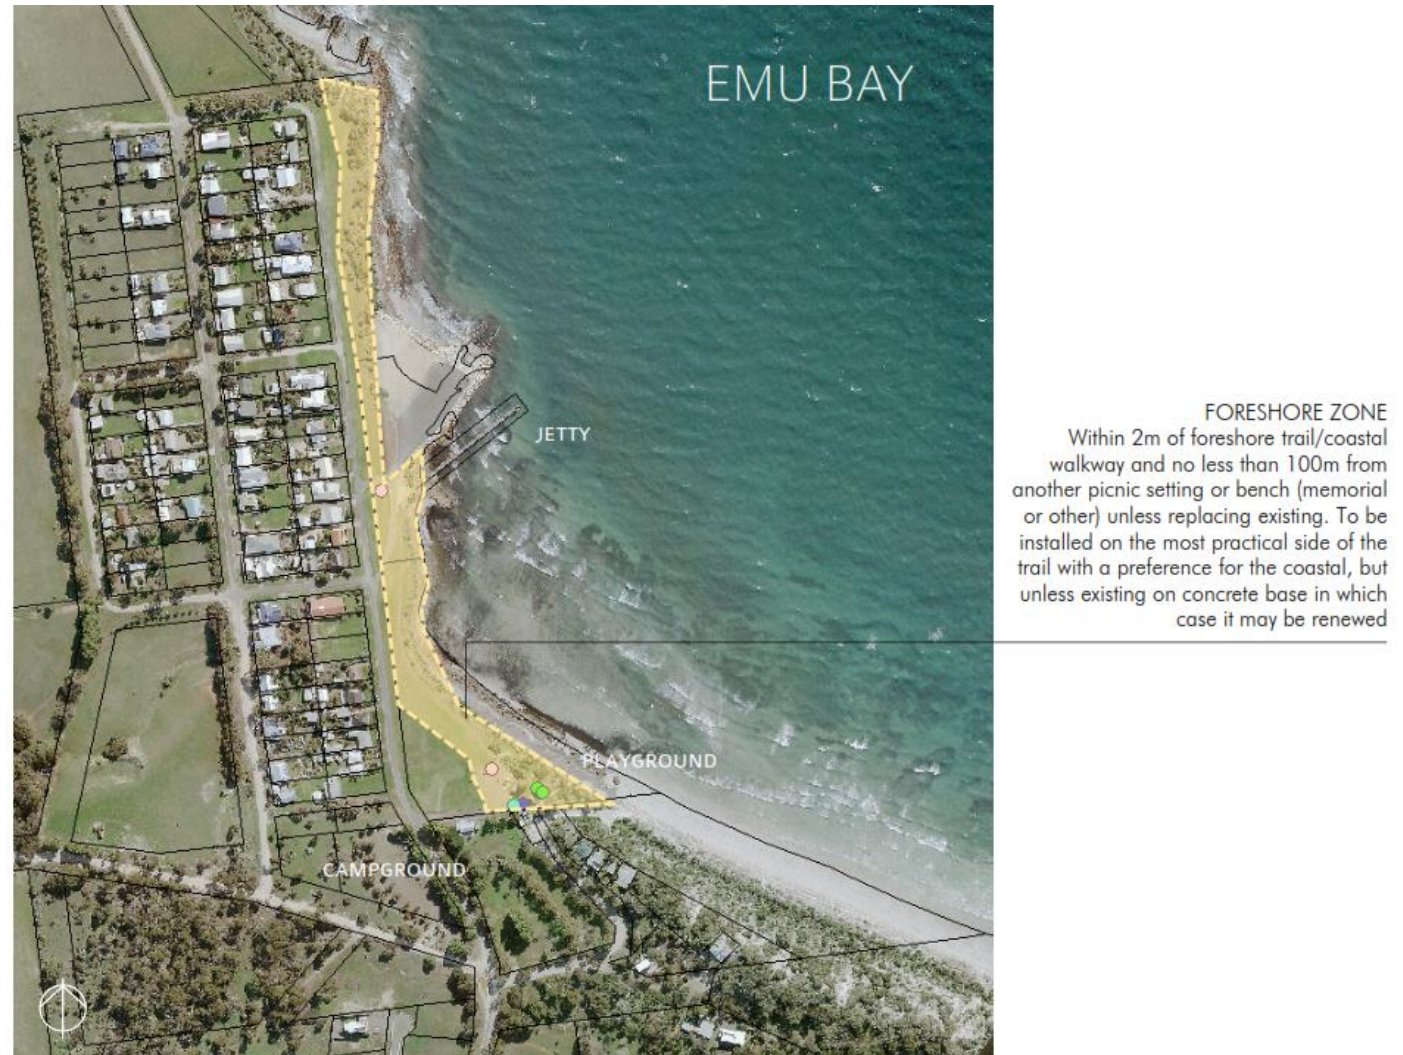 EMU BAY
JETTY
FORESHORE ZONE
Within 2m of foreshore trail/coastal
walkway and no less than 100m from
another picnic setting or bench (memorial
or other) unless replacing existing. To be
installed on the most practical side of the
trail with a preference for the coastal, but
unless existing on concrete base in which
case it may be renewed
PLAYGROUND
CAMPGROUND